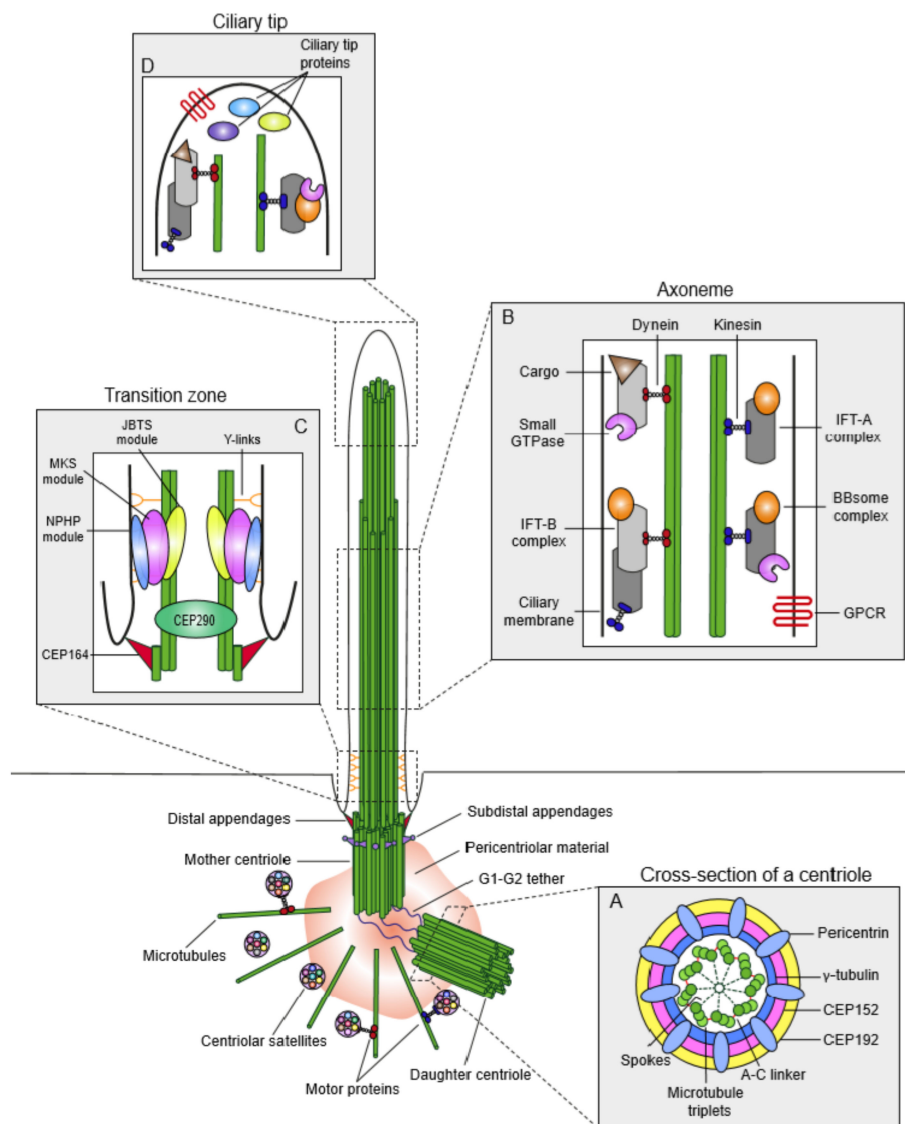 Ciliary tip
D
Ciliary tip
proteins
Axoneme
B
Dynein
Kinesin
Cargo
Small
GTPase
IFT-A
complex
IFT-B
complex
BBsome
complex
Ciliary
membrane
GPCR
Transition zone
C
JBTS
module
Y-links
MKS
module
NPHP
module
CEP290
CEP164
Distal appendages
Subdistal appendages
Mother centriole
Pericentriolar material
G1-G2 tether
Microtubules
Centriolar satellites
Motor proteins
Daughter centriole
Cross-section of a centriole
A
Pericentrin
γ-tubulin
CEP152
CEP192
Spokes
A-C linker
Microtubule
triplets